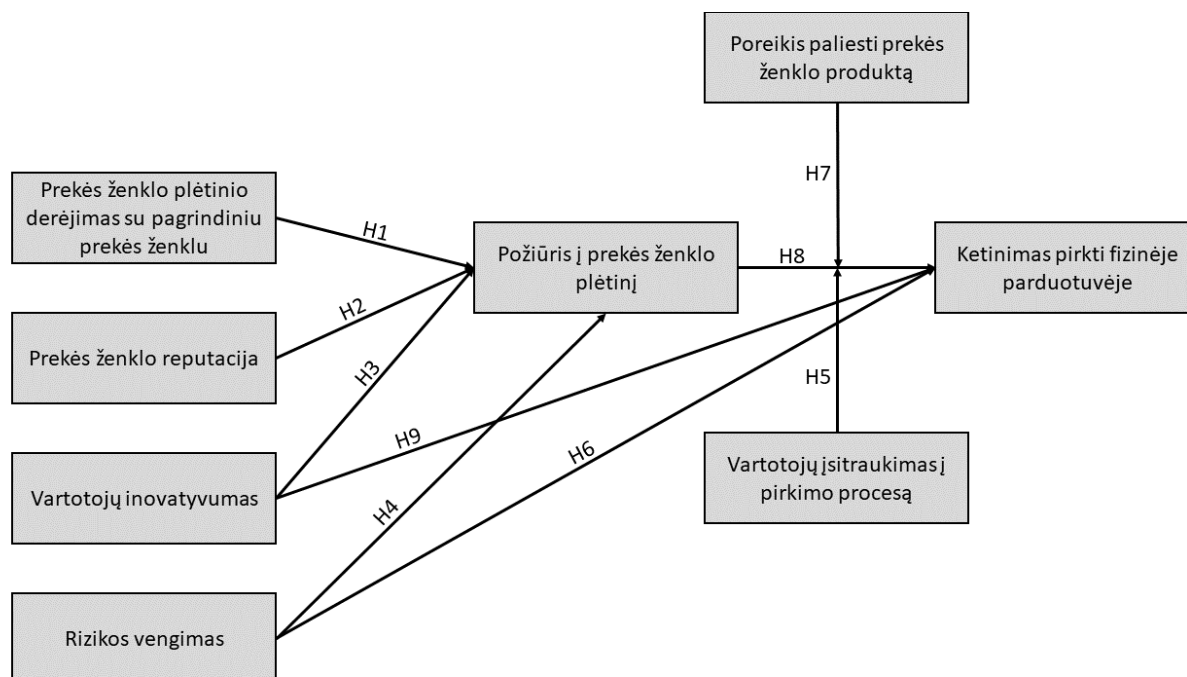 Poreikis paliesti prekės
ženklo produktą
H7
Prekės ženklo plėtinio
derėjimas su pagrindiniu
prekės ženklu
H1
Požiūris į prekės ženklo
plėtinį
H8
Ketinimas pirkti fizinėje
parduotuvėje
Prekės ženklo reputacija
H2
H3
H5
Vartotojų inovatyvumas
H9
H6
H4
Vartotojų įsitraukimas į
pirkimo procesą
Rizikos vengimas